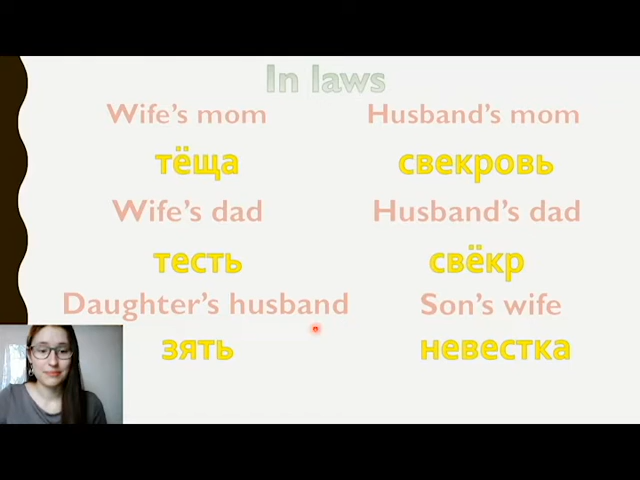 In laws
Wife's mom
Husband's mom
тёща
свекровь
Wife's dad
Husband's dad
тесть
свёкр
Daughter's husband
Son's wife
зять
невестка